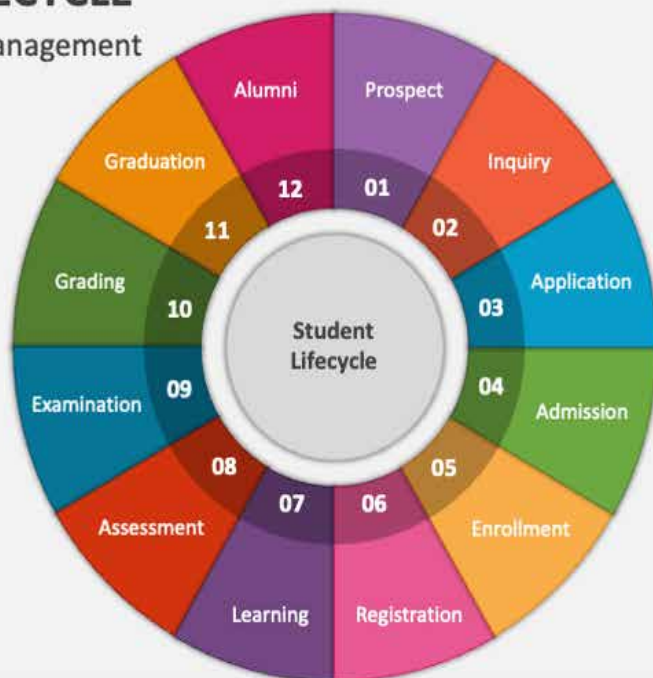 anagement
Prospect
01
Inquiry
02
Application
03
Admission
04
Enrollment
05
Registration
06
Learning
07
Assessment
08
Examination
09
Grading
10
Graduation
11
Alumni
12
Student
Lifecycle